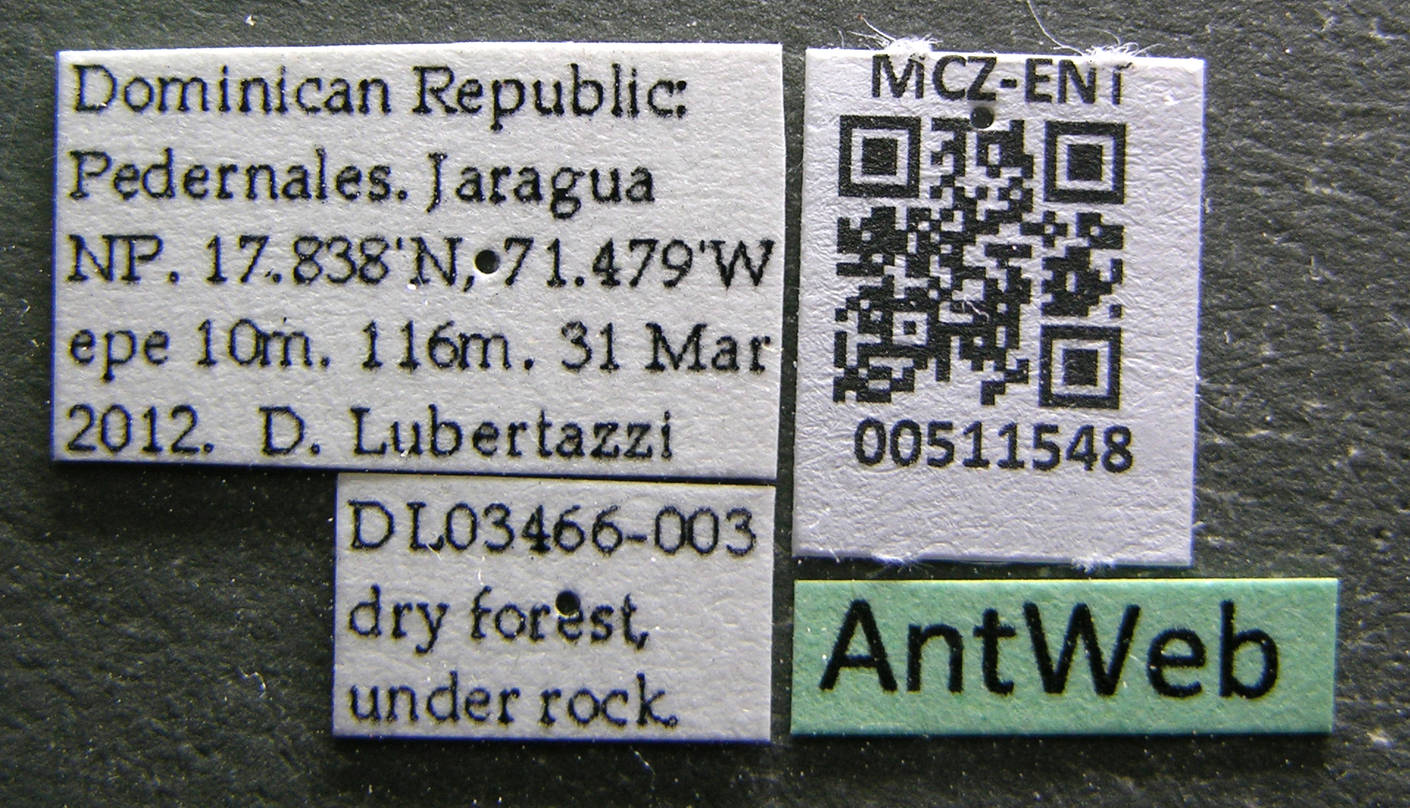 Dominican Republic:
Pedernales. Jaragua
NP. 17.838'N, 71.479'W
epe 10m. 116m. 31 Mar
2012. D. Lubertazzi
DL03466-003
dry forest,
under rock.
MCZ-ENT
00511548
AntWeb